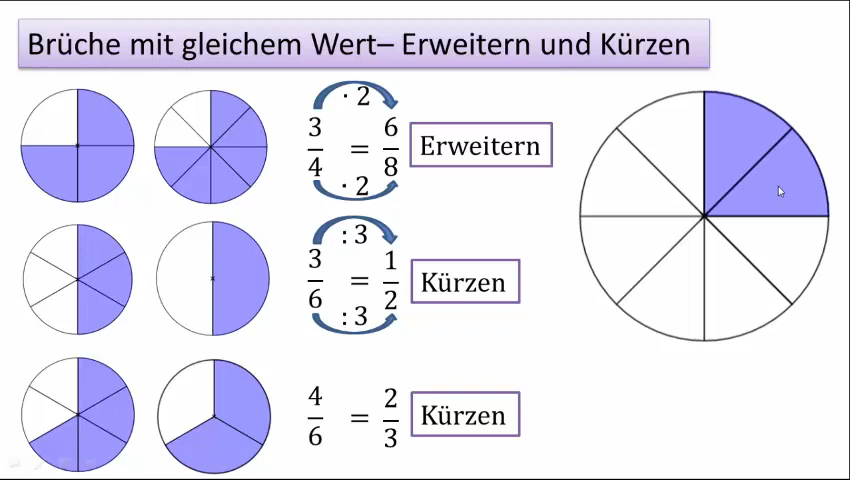 Brüche mit gleichem Wert– Erweitern und Kürzen
· 2
3/4 = 6/8 Erweitern
· 2
: 3
3/6 = 1/2 Kürzen
: 3
4/6 = 2/3 Kürzen